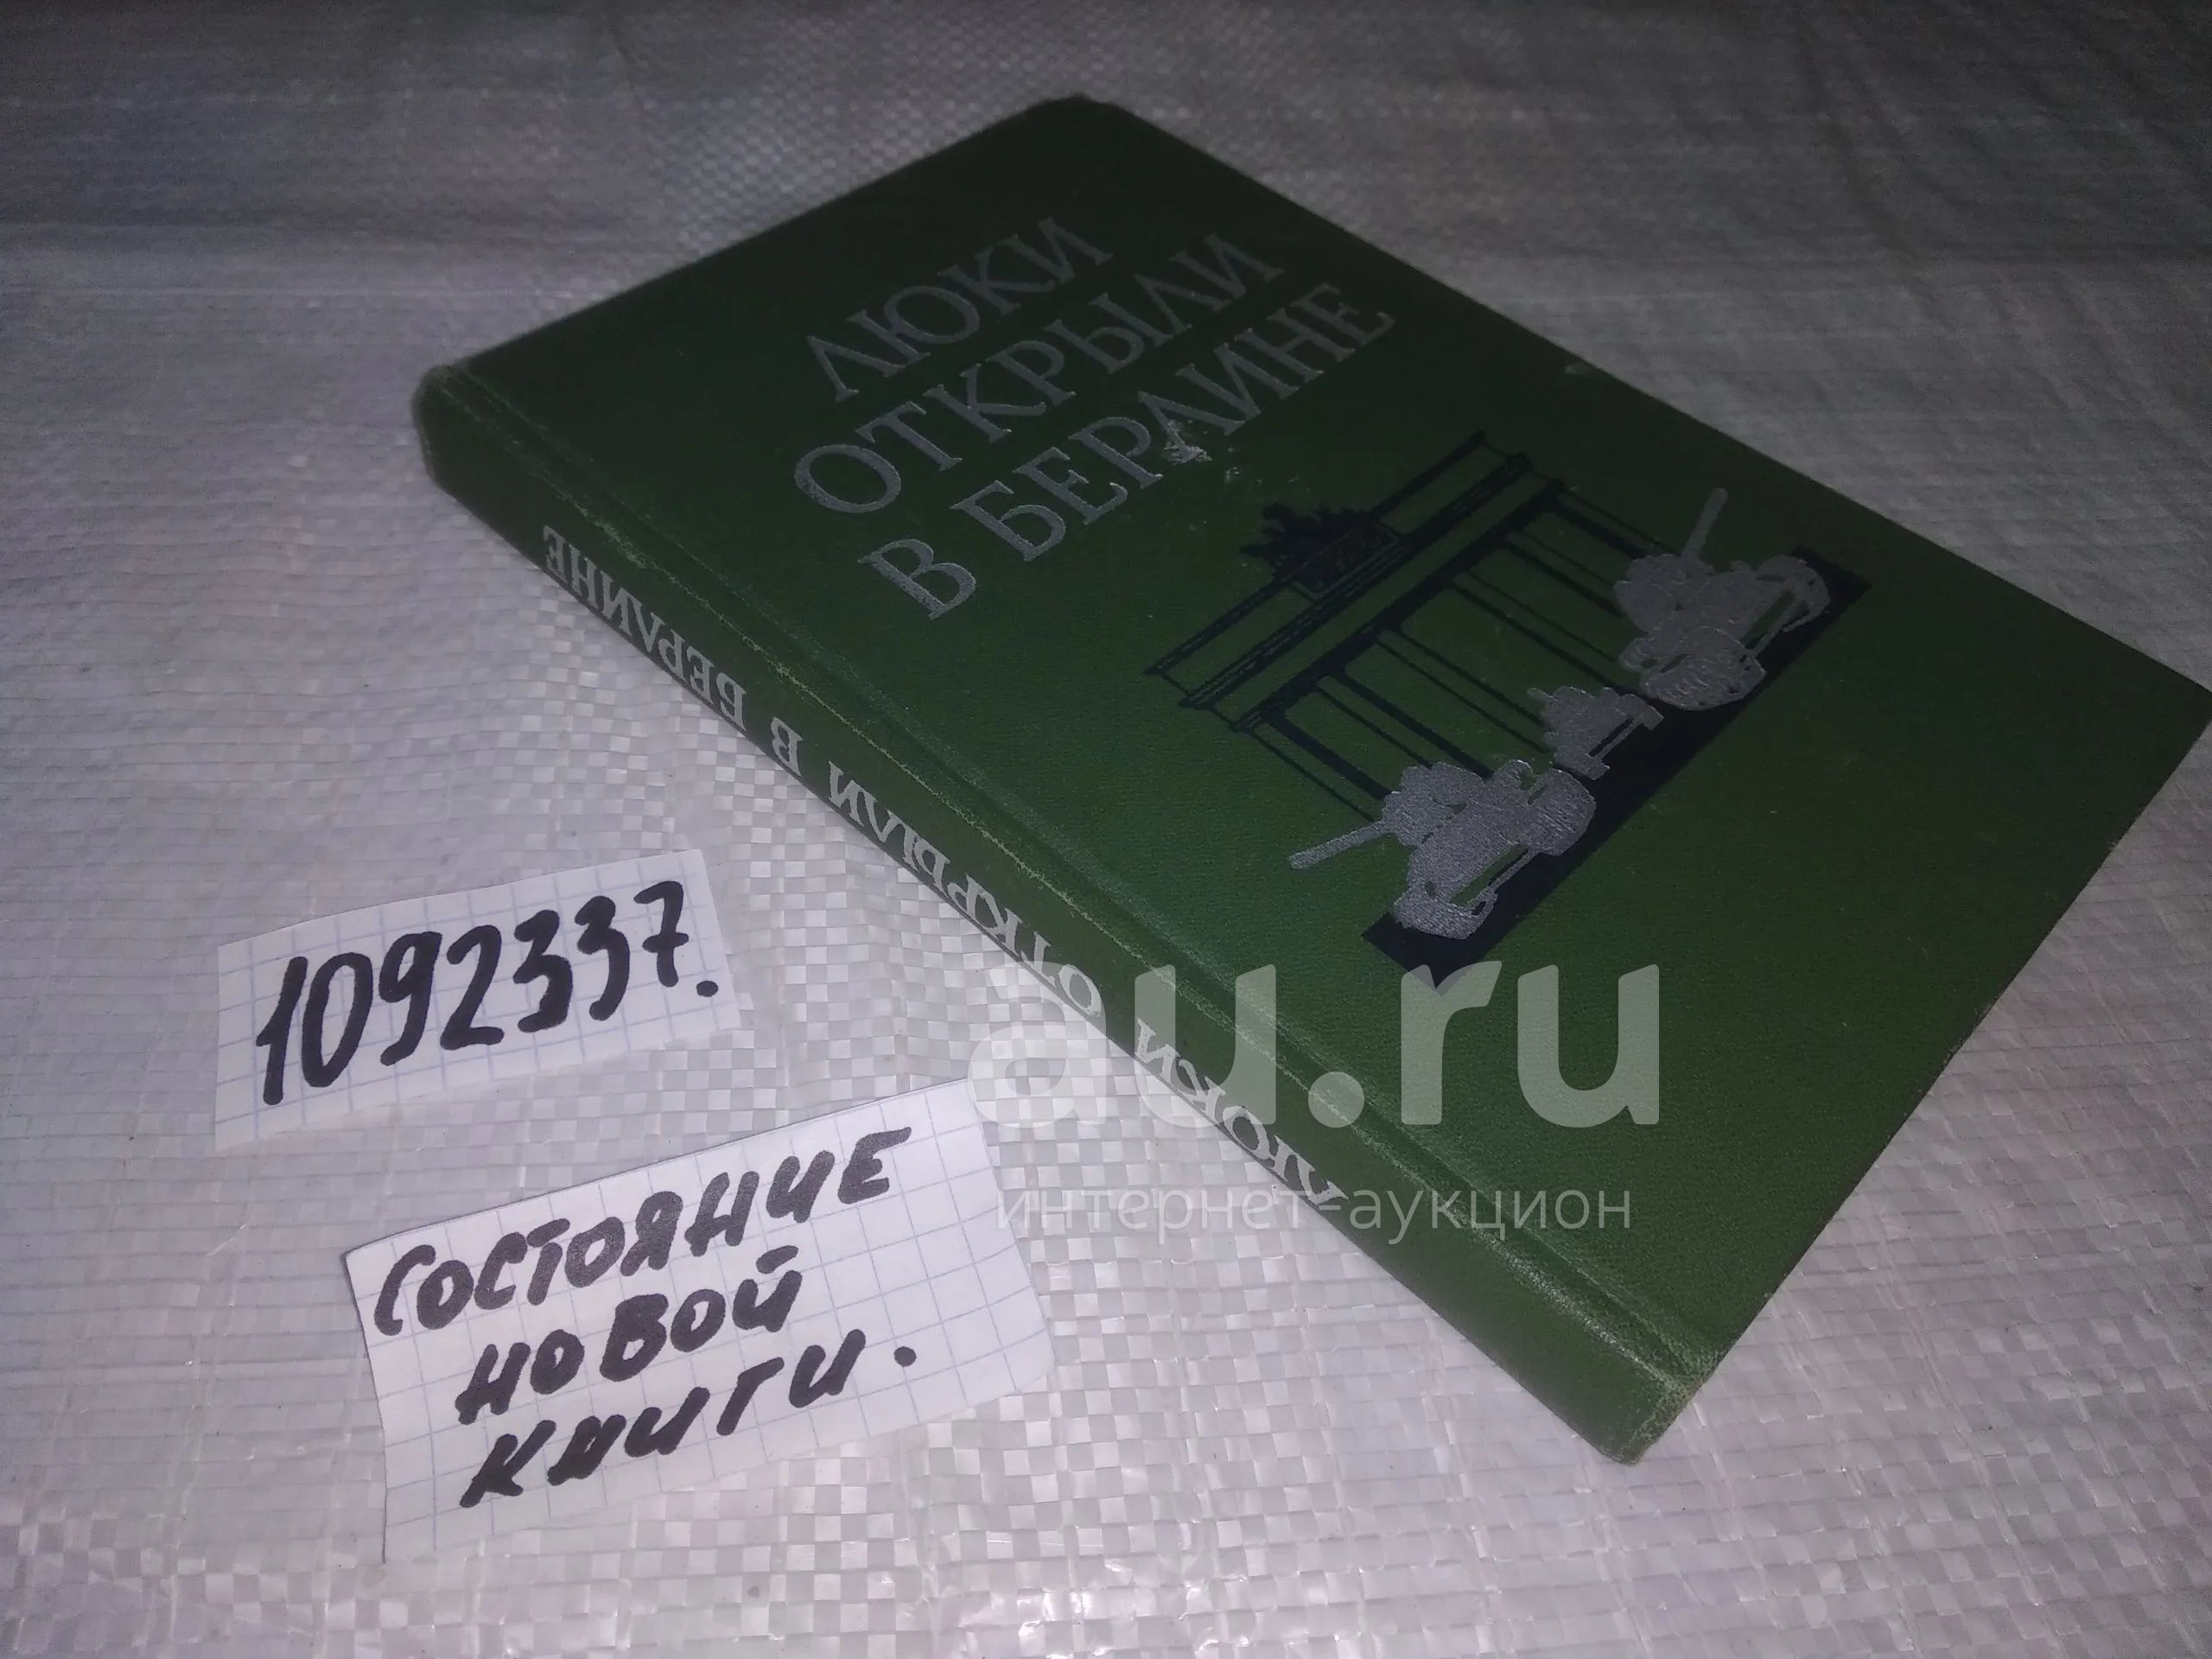 ЛЮКИ
ОТКРЫЛИ
В БЕРЛИНЕ
ЛЮКИ ОТКРЫЛИ В БЕРЛИНЕ
1092337.
СОСТОЯНИЕ
НОВОЙ
КНИГИ.
au.ru
интернет-аукцион